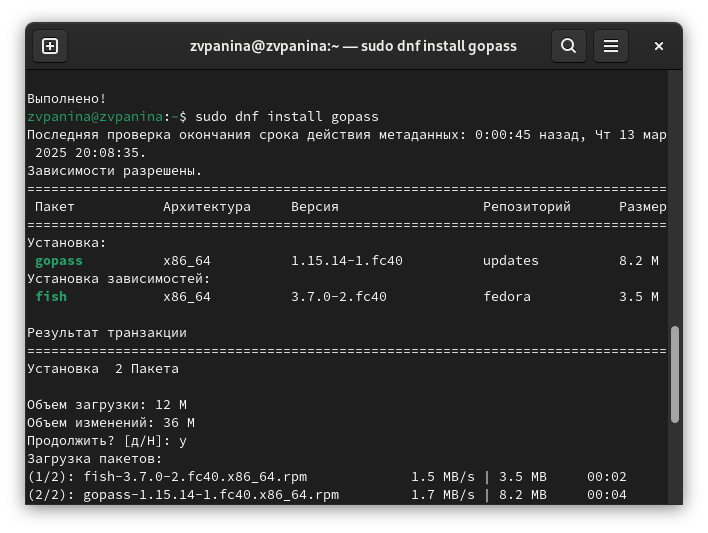 zvpanina@zvpanina:~ — sudo dnf install gopass
Выполнено!
zvpanina@zvpanina:~$ sudo dnf install gopass
Последняя проверка окончания срока действия метаданных: 0:00:45 назад, Чт 13 мар
2025 20:08:35.
Зависимости разрешены.
================================================================================
Пакет Архитектура Версия Репозиторий Размер
================================================================================
Установка:
gopass x86_64 1.15.14-1.fc40 updates 8.2 M
Установка зависимостей:
fish x86_64 3.7.0-2.fc40 fedora 3.5 M
Результат транзакции
================================================================================
Установка 2 Пакета
Объем загрузки: 12 M
Объем изменений: 36 M
Продолжить? [д/Н]: y
Загрузка пакетов:
(1/2): fish-3.7.0-2.fc40.x86_64.rpm 1.5 MB/s | 3.5 MB 00:02
(2/2): gopass-1.15.14-1.fc40.x86_64.rpm 1.7 MB/s | 8.2 MB 00:04